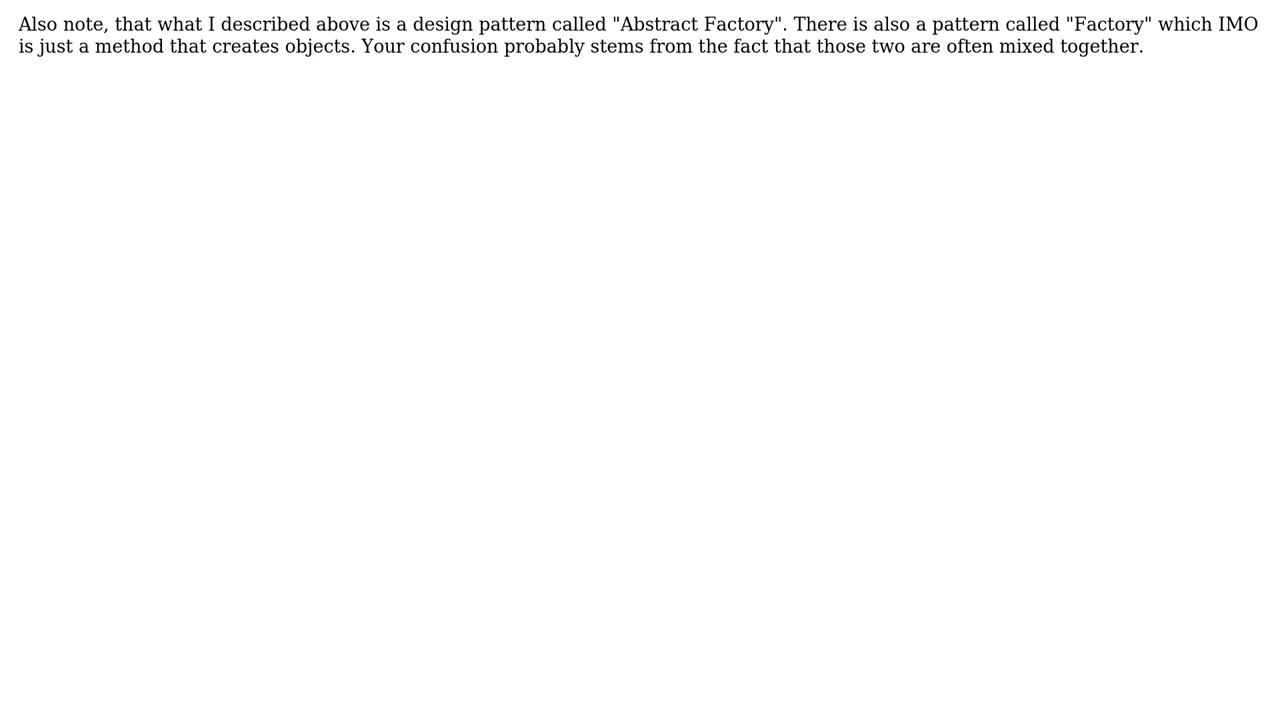 Also note, that what I described above is a design pattern called "Abstract Factory". There is also a pattern called "Factory" which IMO
is just a method that creates objects. Your confusion probably stems from the fact that those two are often mixed together.